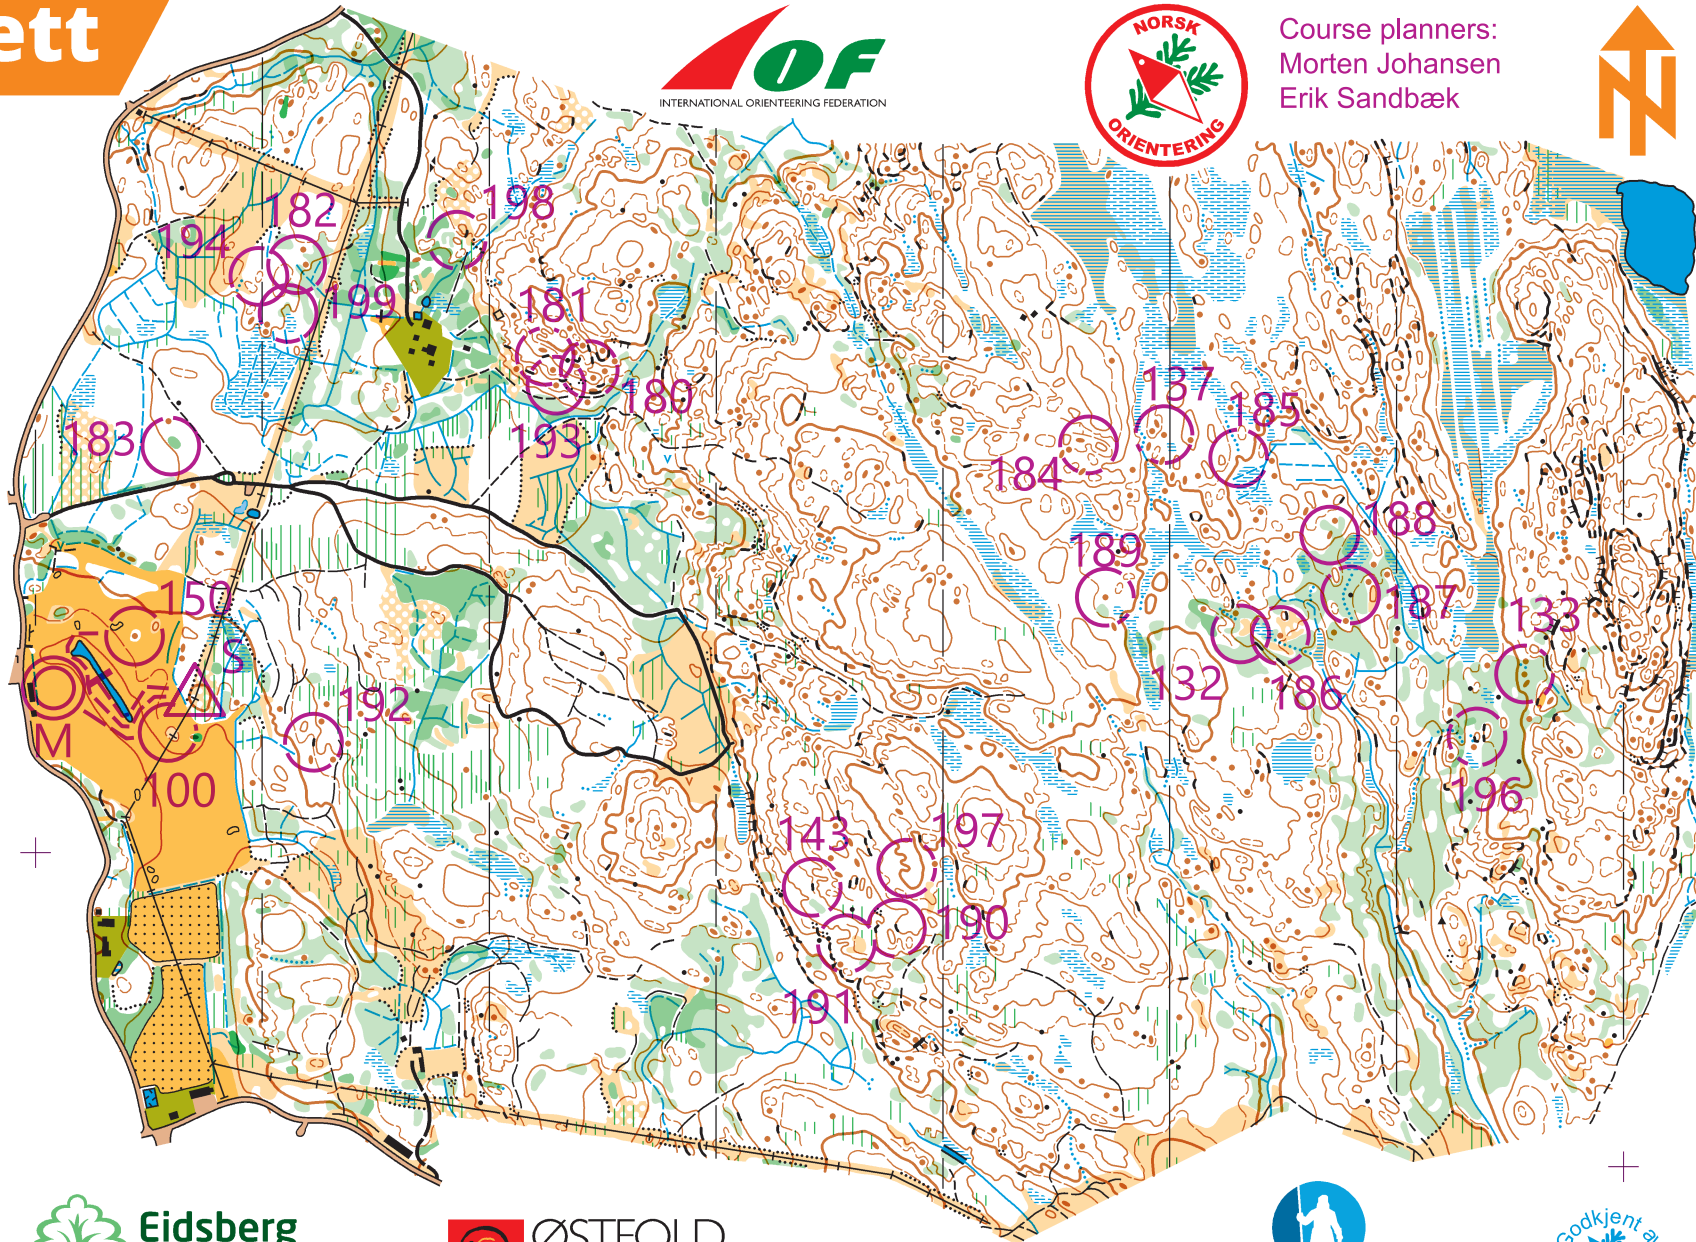 ett
IOF
INTERNATIONAL ORIENTEERING FEDERATION
NORSK
ORIENTERING
Course planners:
Morten Johansen
Erik Sandbæk
N
182
198
194
199
181
180
193
183
137
185
184
188
189
187
133
150
S
132
186
192
M
100
196
143
197
190
191
Eidsberg
ØSTFOLD
Godkjent a